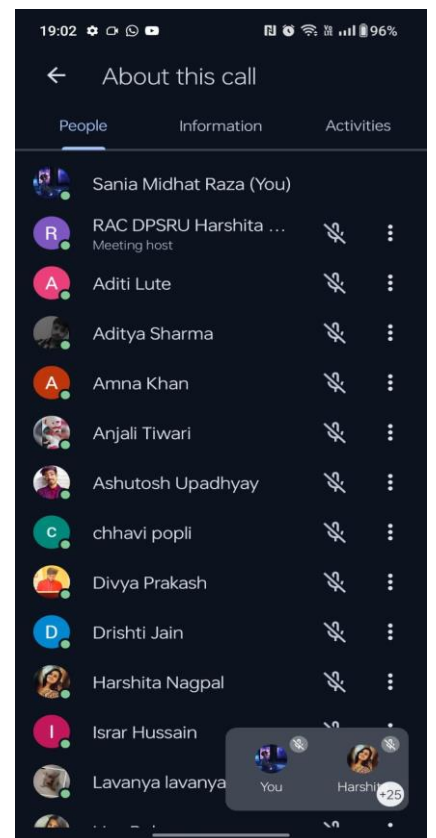 19:02
96%
About this call
People Information Activities
Sania Midhat Raza (You)
R RAC DPSRU Harshita ...
Meeting host
A Aditi Lute
Aditya Sharma
A Amna Khan
Anjali Tiwari
Ashutosh Upadhyay
c chhavi popli
Divya Prakash
D Drishti Jain
Harshita Nagpal
I Israr Hussain
Lavanya lavanya
You Harshi
+25